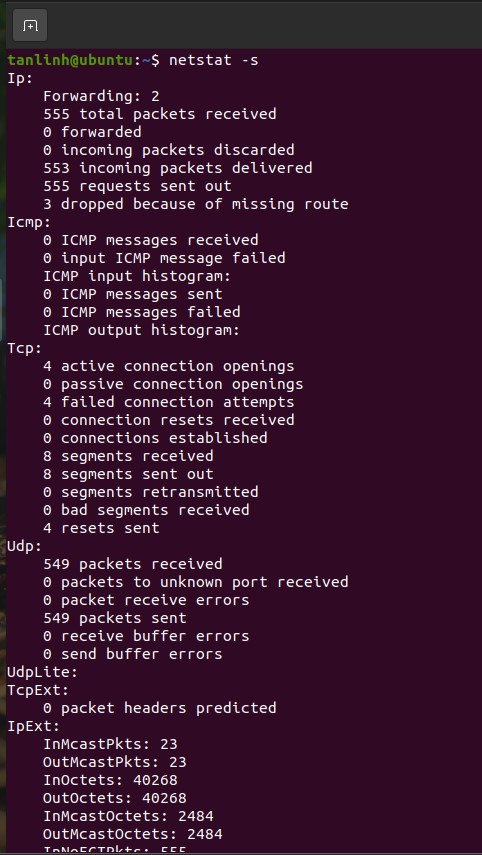 tanlinh@ubuntu:~$ netstat -s
Ip:
    Forwarding: 2
    555 total packets received
    0 forwarded
    0 incoming packets discarded
    553 incoming packets delivered
    555 requests sent out
    3 dropped because of missing route
Icmp:
    0 ICMP messages received
    0 input ICMP message failed
    ICMP input histogram:
    0 ICMP messages sent
    0 ICMP messages failed
    ICMP output histogram:
Tcp:
    4 active connection openings
    0 passive connection openings
    4 failed connection attempts
    0 connection resets received
    0 connections established
    8 segments received
    8 segments sent out
    0 segments retransmitted
    0 bad segments received
    4 resets sent
Udp:
    549 packets received
    0 packets to unknown port received
    0 packet receive errors
    549 packets sent
    0 receive buffer errors
    0 send buffer errors
UdpLite:
TcpExt:
    0 packet headers predicted
IpExt:
    InMcastPkts: 23
    OutMcastPkts: 23
    InOctets: 40268
    OutOctets: 40268
    InMcastOctets: 2484
    OutMcastOctets: 2484
    InNoECTPkts: 555